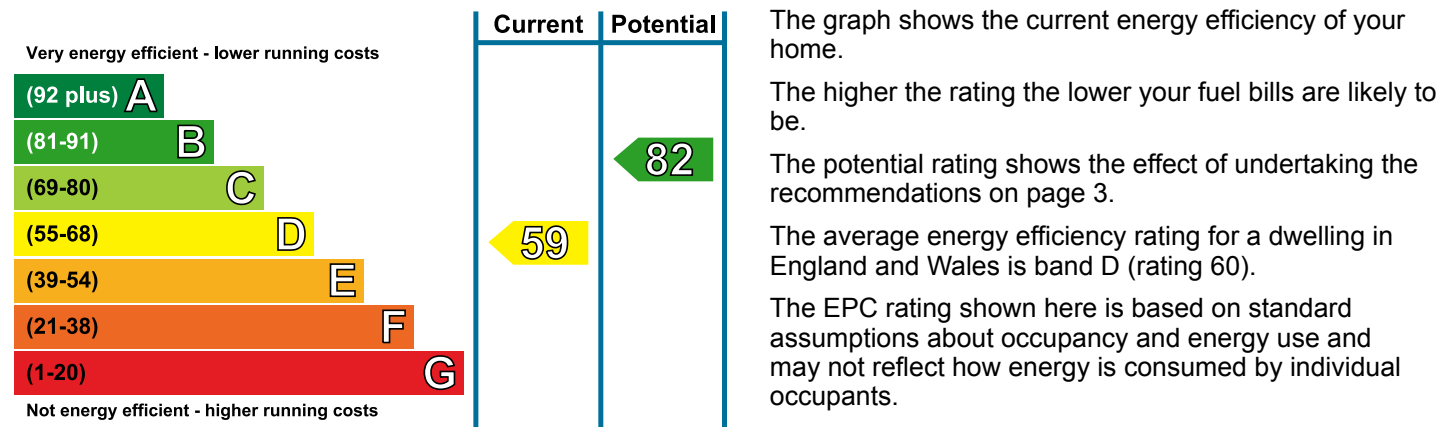 Current Potential
Very energy efficient - lower running costs
(92 plus) A
(81-91) B
82
(69-80) C
(55-68) D
59
(39-54) E
(21-38) F
(1-20) G
Not energy efficient - higher running costs
The graph shows the current energy efficiency of your
home.
The higher the rating the lower your fuel bills are likely to
be.
The potential rating shows the effect of undertaking the
recommendations on page 3.
The average energy efficiency rating for a dwelling in
England and Wales is band D (rating 60).
The EPC rating shown here is based on standard
assumptions about occupancy and energy use and
may not reflect how energy is consumed by individual
occupants.